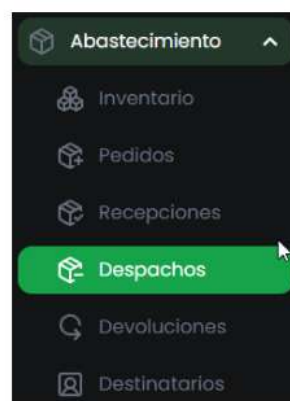 Abastecimiento
Inventario
Pedidos
Recepciones
Despachos
Devoluciones
Destinatarios